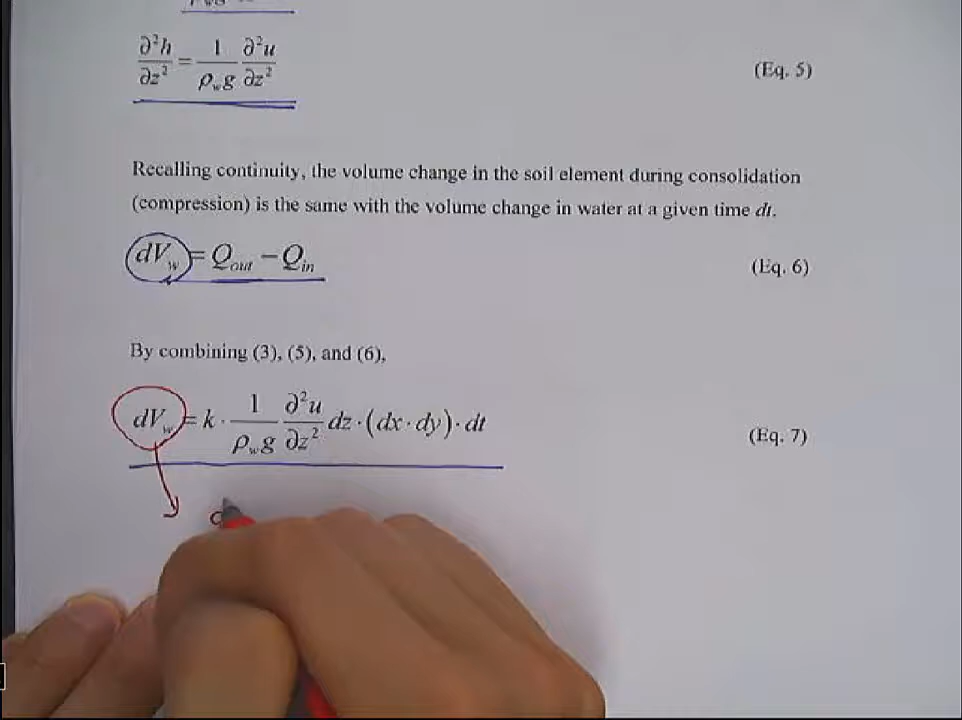 ∂²h/∂z² = 1/(ρ_w g) ∂²u/∂z² (Eq. 5)
Recalling continuity, the volume change in the soil element during consolidation
(compression) is the same with the volume change in water at a given time dt.
dV_w = Q_out − Q_in (Eq. 6)
By combining (3), (5), and (6),
dV_w = k · 1/(ρ_w g) ∂²u/∂z² dz · (dx · dy) · dt (Eq. 7)